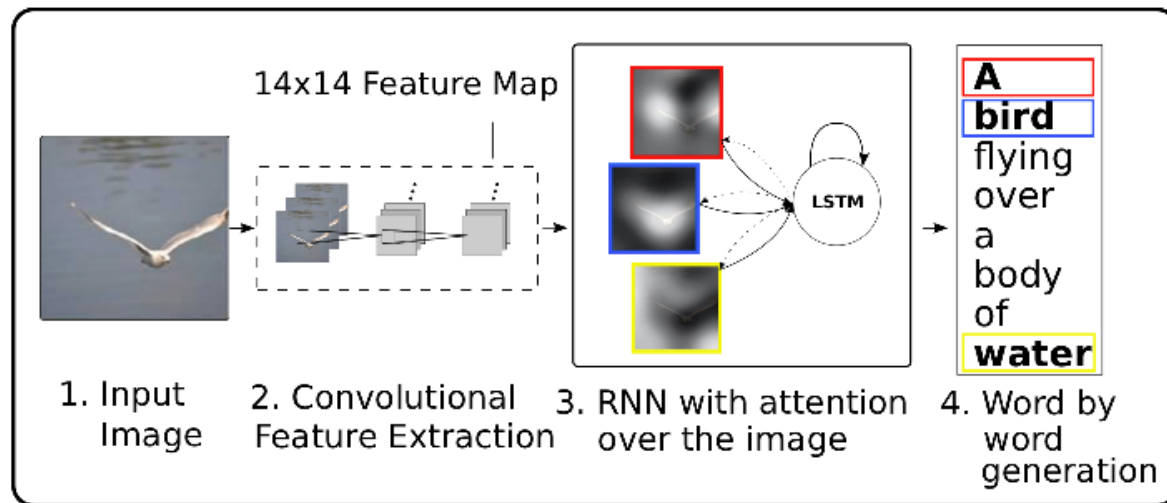 14x14 Feature Map
LSTM
A
bird
flying
over
a
body
of
water
1. Input
Image
2. Convolutional
Feature Extraction
3. RNN with attention
over the image
4. Word by
word
generation